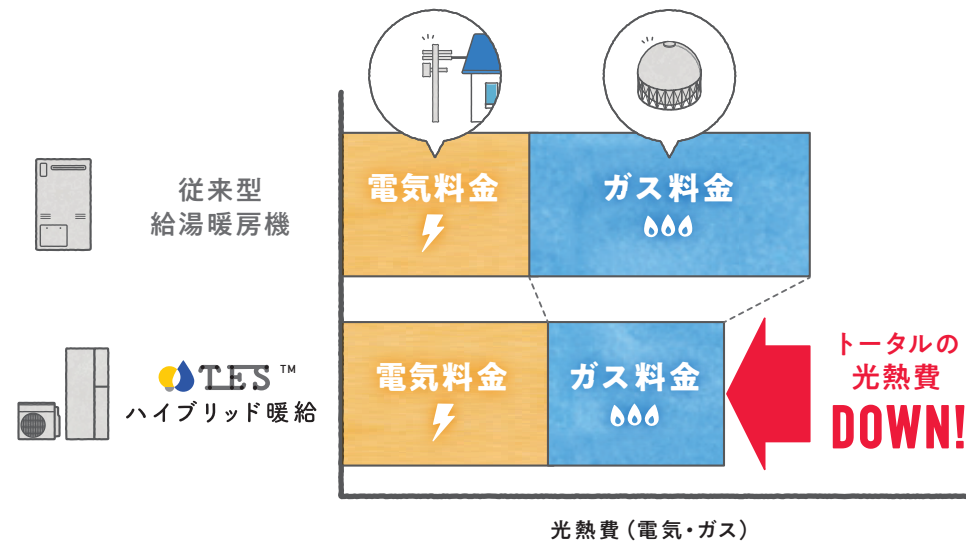 電気料金
ガス料金
従来型
給湯暖房機
電気料金
ガス料金
TES™
ハイブリッド暖給
トータルの
光熱費
DOWN!
光熱費（電気・ガス）